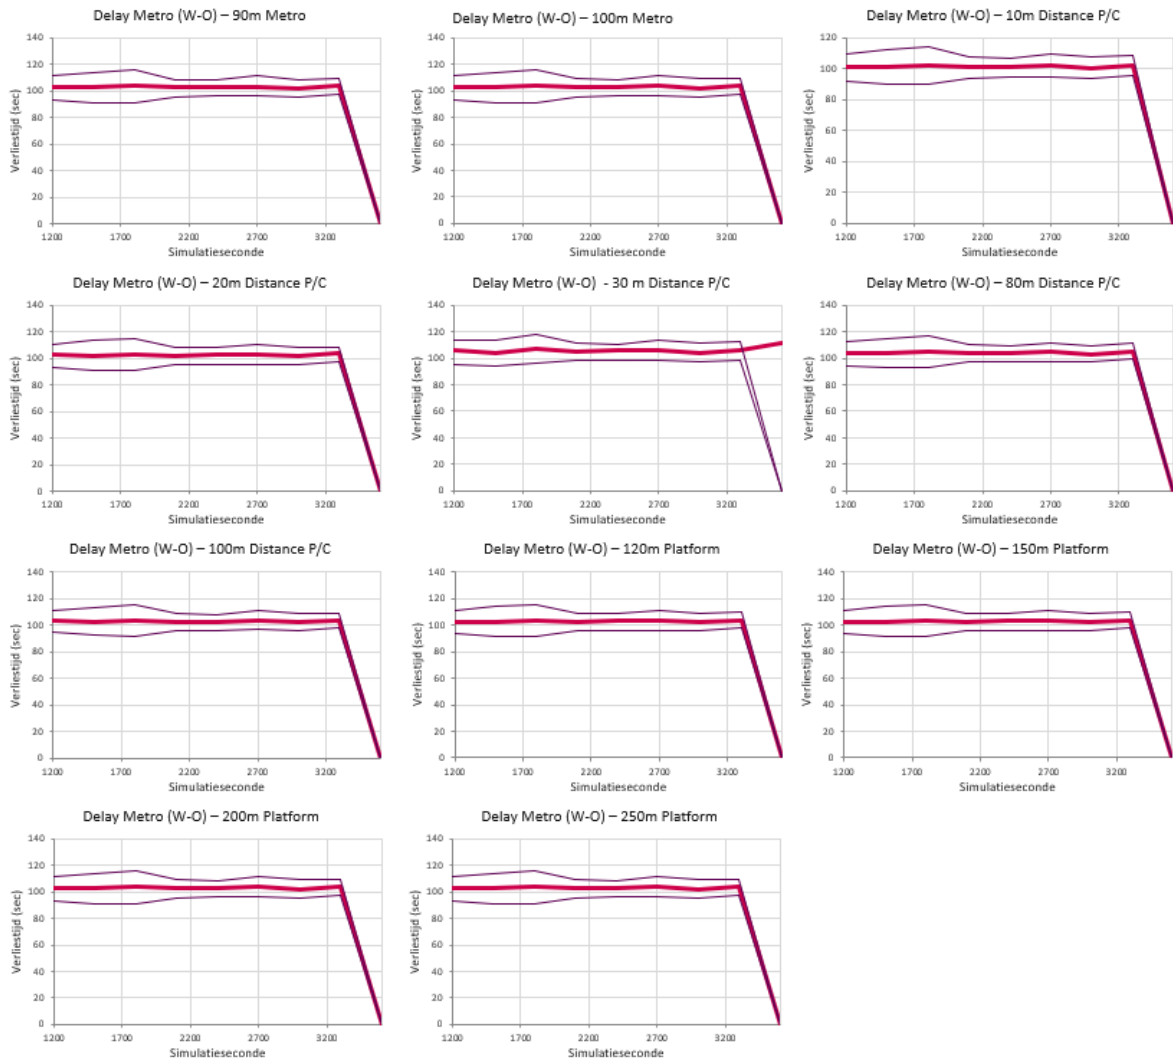 Delay Metro (W-O) – 90m Metro
140
120
100
80
60
40
20
0
Verliestijd (sec)
1200 1700 2200 2700 3200
Simulatieseconde
Delay Metro (W-O) – 100m Metro
140
120
100
80
60
40
20
0
Verliestijd (sec)
1200 1700 2200 2700 3200
Simulatieseconde
Delay Metro (W-O) – 10m Distance P/C
120
100
80
60
40
20
0
Verliestijd (sec)
1200 1700 2200 2700 3200
Simulatieseconde
Delay Metro (W-O) – 20m Distance P/C
140
120
100
80
60
40
20
0
Verliestijd (sec)
1200 1700 2200 2700 3200
Simulatieseconde
Delay Metro (W-O)  - 30 m Distance P/C
140
120
100
80
60
40
20
0
Verliestijd (sec)
1200 1700 2200 2700 3200
Simulatieseconde
Delay Metro (W-O) – 80m Distance P/C
140
120
100
80
60
40
20
0
Verliestijd (sec)
1200 1700 2200 2700 3200
Simulatieseconde
Delay Metro (W-O) – 100m Distance P/C
140
120
100
80
60
40
20
0
Verliestijd (sec)
1200 1700 2200 2700 3200
Simulatieseconde
Delay Metro (W-O) – 120m Platform
140
120
100
80
60
40
20
0
Verliestijd (sec)
1200 1700 2200 2700 3200
Simulatieseconde
Delay Metro (W-O) – 150m Platform
140
120
100
80
60
40
20
0
Verliestijd (sec)
1200 1700 2200 2700 3200
Simulatieseconde
Delay Metro (W-O) – 200m Platform
140
120
100
80
60
40
20
0
Verliestijd (sec)
1200 1700 2200 2700 3200
Simulatieseconde
Delay Metro (W-O) – 250m Platform
140
120
100
80
60
40
20
0
Verliestijd (sec)
1200 1700 2200 2700 3200
Simulatieseconde